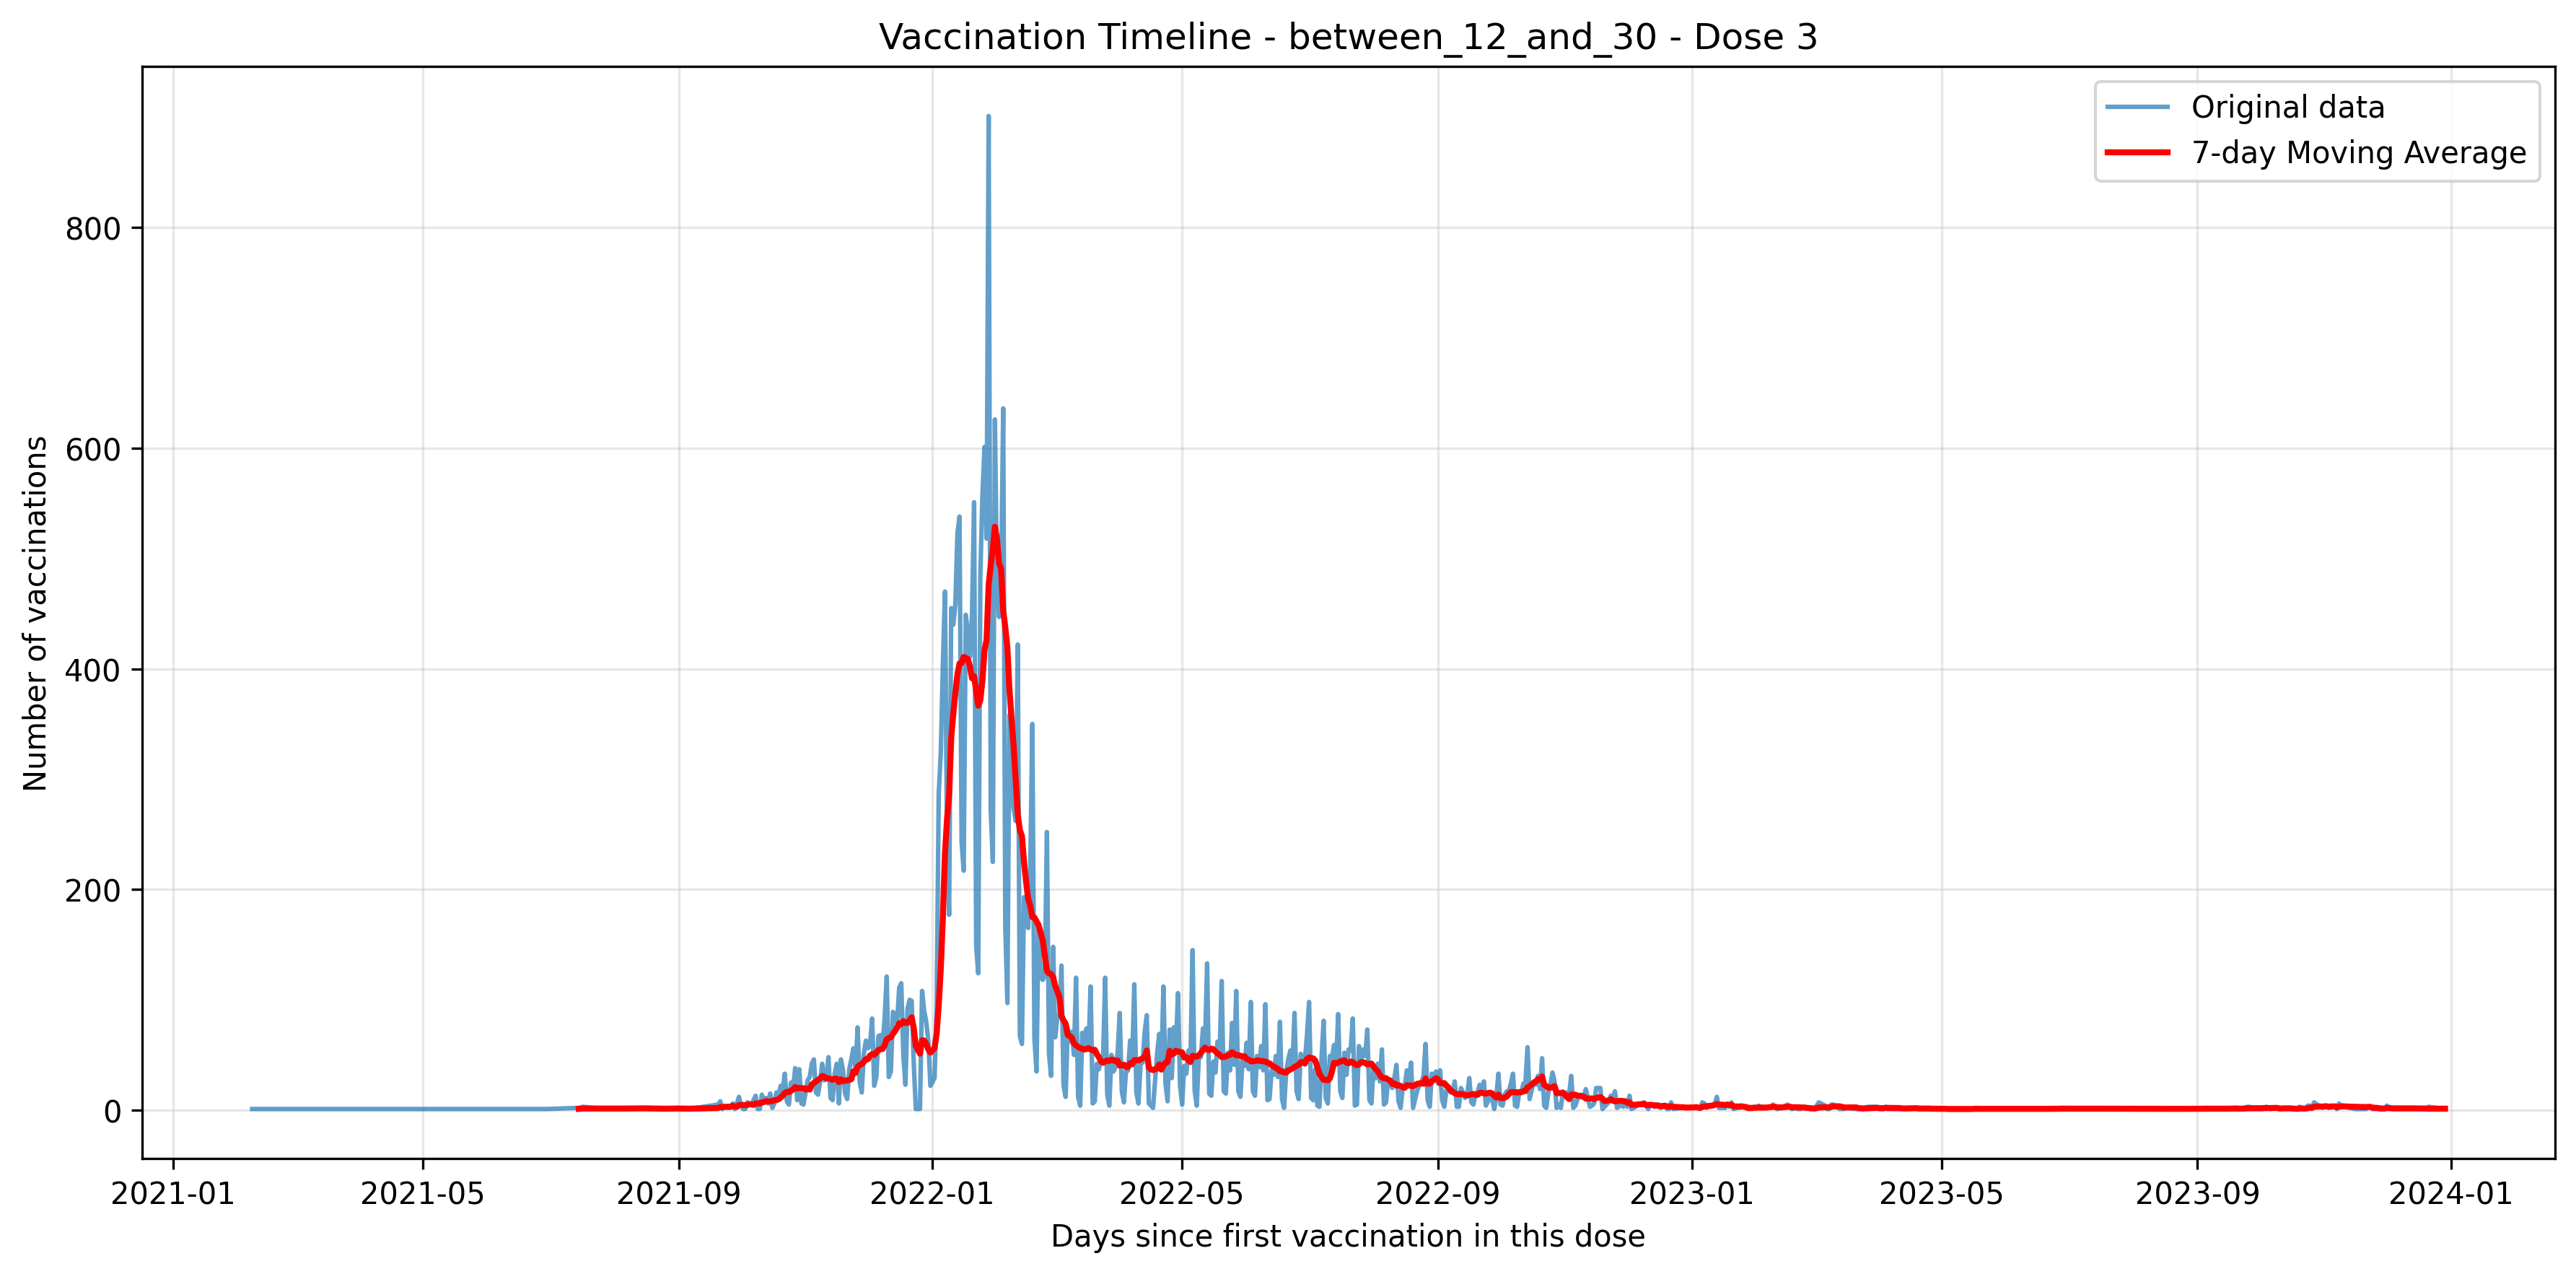 Vaccination Timeline - between_12_and_30 - Dose 3
Original data
7-day Moving Average
Number of vaccinations
800
600
400
200
0
2021-01 2021-05 2021-09 2022-01 2022-05 2022-09 2023-01 2023-05 2023-09 2024-01
Days since first vaccination in this dose